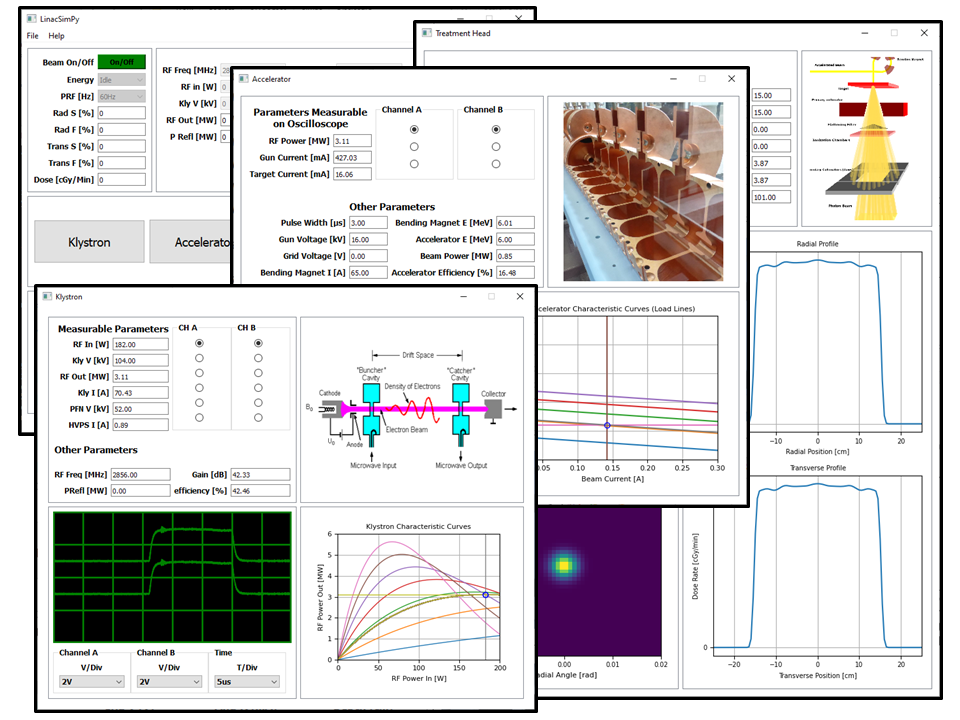 LinacSimPy
File Help
Beam On/Off On/Off
Energy Idle
PRF [Hz] 60Hz
Rad S [%] 0
Rad F [%] 0
Trans S [%] 0
Trans F [%] 0
Dose [cGy/Min] 0
RF Freq [MHz] 28
RF in [W] 0
Kly V [kV] 0
RF Out [MW] 0
P Refl [MW] 0
Klystron
Accelerato
Treatment Head
15.00
15.00
0.00
0.00
3.87
3.87
101.00
Target
Photon Beam
Radial Profile
-10 0 10 20
Radial Position [cm]
Transverse Profile
Dose Rate [cGy/min]
0
-20 -10 0 10 20
Transverse Position [cm]
0.00 0.01 0.02
adial Angle [rad]
Accelerator
Parameters Measurable
on Oscilloscope
Channel A
Channel B
RF Power [MW] 3.11
Gun Current [mA] 427.03
Target Current [mA] 16.06
Other Parameters
Pulse Width [µs] 3.00
Bending Magnet E [MeV] 6.01
Gun Voltage [kV] 16.00
Accelerator E [MeV] 6.00
Grid Voltage [V] 0.00
Beam Power [MW] 0.85
Bending Magnet I [A] 65.00
Accelerator Efficiency [%] 16.48
ccelerator Characteristic Curves (Load Lines)
0.05 0.10 0.15 0.20 0.25 0.30
Beam Current [A]
Klystron
Measurable Parameters
CH A
CH B
RF In [W] 182.00
Kly V [kV] 104.00
RF Out [MW] 3.11
Kly I [A] 70.43
PFN V [kV] 52.00
HVPS I [A] 0.89
Other Parameters
RF Freq [MHz] 2856.00
Gain [dB] 42.33
PRefl [MW] 0.00
efficiency [%] 42.46
Drift Space
"Buncher"
Cavity
"Catcher"
Cavity
Cathode
Density of Electrons
Collector
B0
U0
Anode
Electron Beam
Microwave Input
Microwave Output
Channel A
Channel B
Time
V/Div
V/Div
T/Div
2V
2V
5us
Klystron Characteristic Curves
RF Power Out [MW]
6
5
4
3
2
1
0
0 50 100 150 200
RF Power In [W]